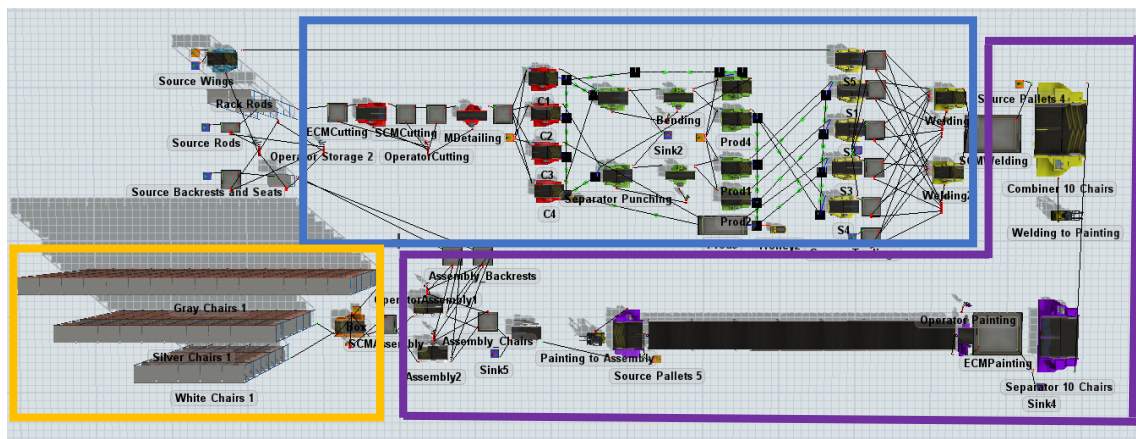 Source Wings
Rack Rods
Source Rods
Operator Storage 2
Source Backrests and Seats
ECMCutting
SCMCutting
OperatorCutting
MDetailing
C1
C2
C3
C4
Bending
Sink2
Separator Punching
Prod4
Prod1
Prod2
S5
S1
S3
S4
Welding2
Source Pallets 4
SCMWelding
Combiner 10 Chairs
Welding to Painting
Gray Chairs 1
Silver Chairs 1
White Chairs 1
Box
SCMAssembly
Assembly_Backrests
OperatorAssembly1
Assembly2
Assembly_Chairs
Sink5
Painting to Assembly
Source Pallets 5
Operator Painting
ECMPainting
Separator 10 Chairs
Sink4